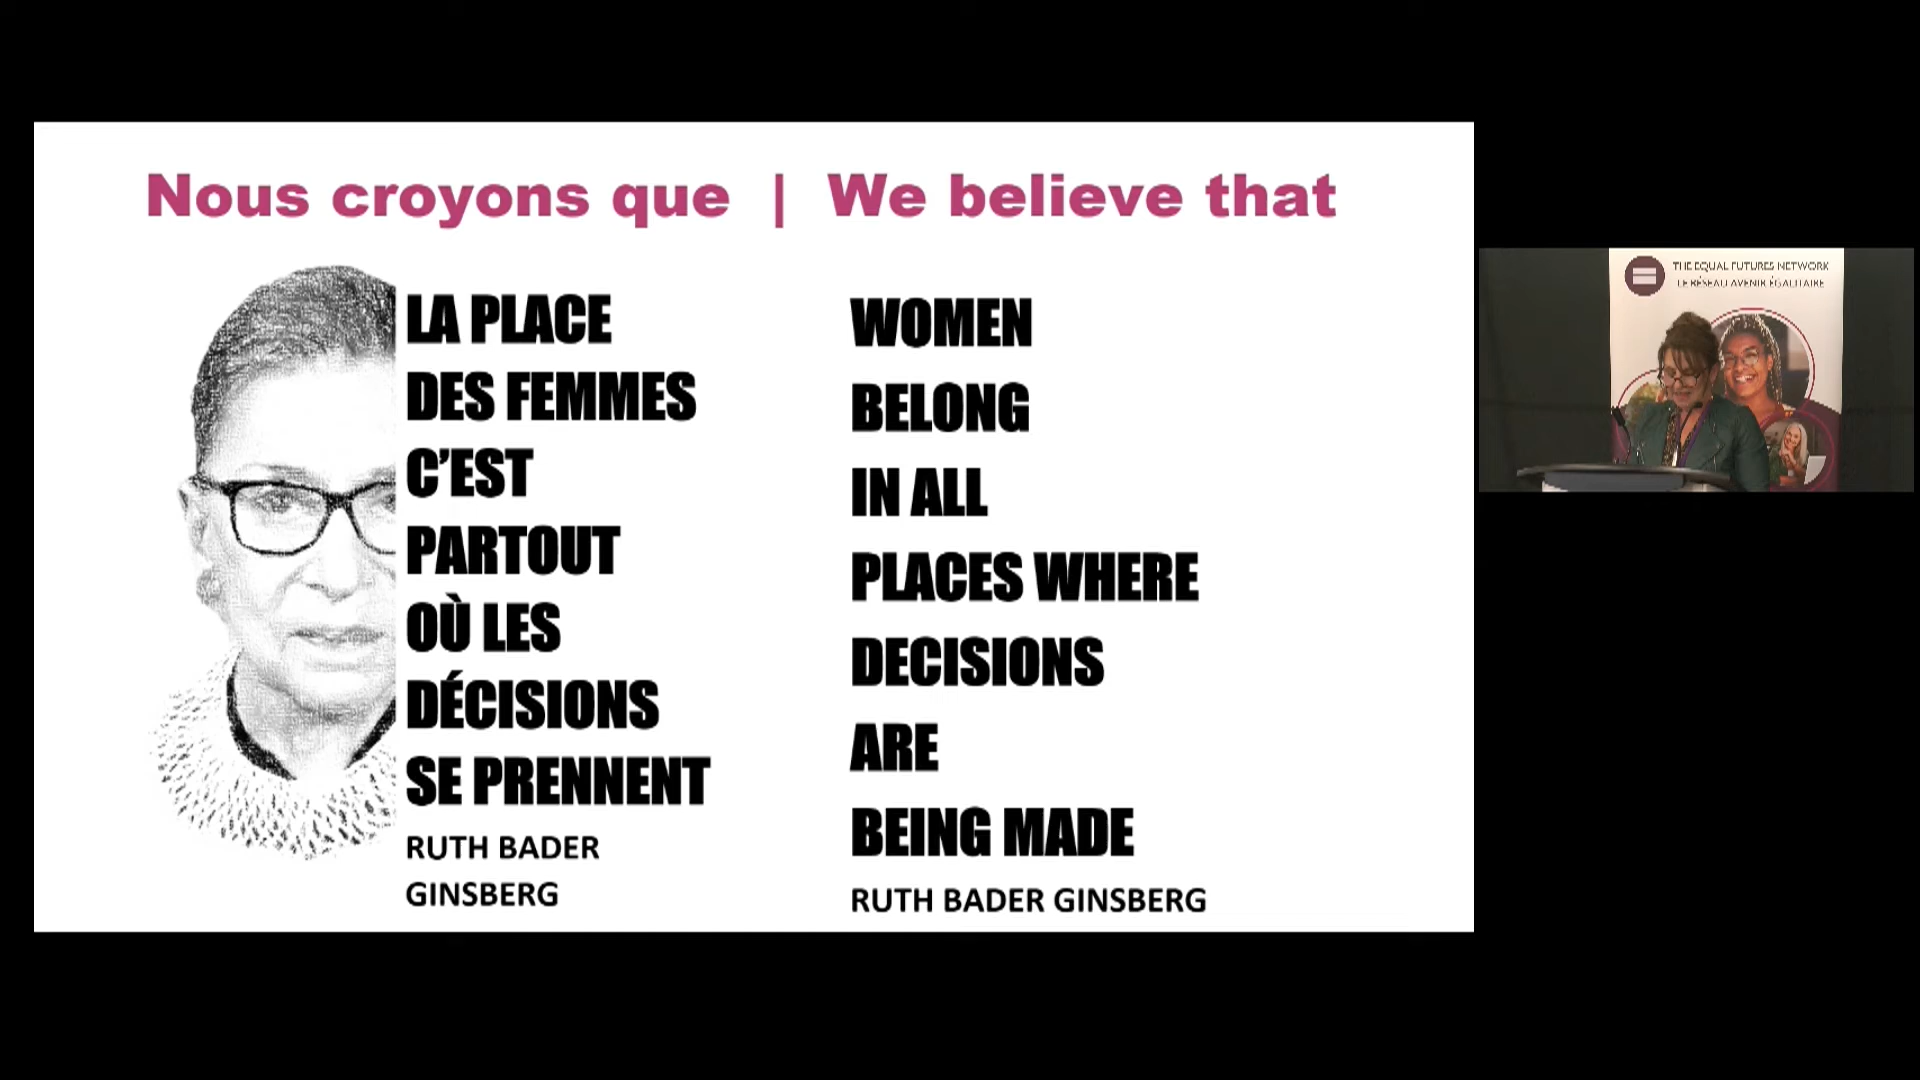 Nous croyons que | We believe that
LA PLACE
DES FEMMES
C’EST
PARTOUT
OÙ LES
DÉCISIONS
SE PRENNENT
RUTH BADER
GINSBERG
WOMEN
BELONG
IN ALL
PLACES WHERE
DECISIONS
ARE
BEING MADE
RUTH BADER GINSBERG
THE EQUAL FUTURES NETWORK
LE RÉSEAU AVENIR ÉGALITAIRE